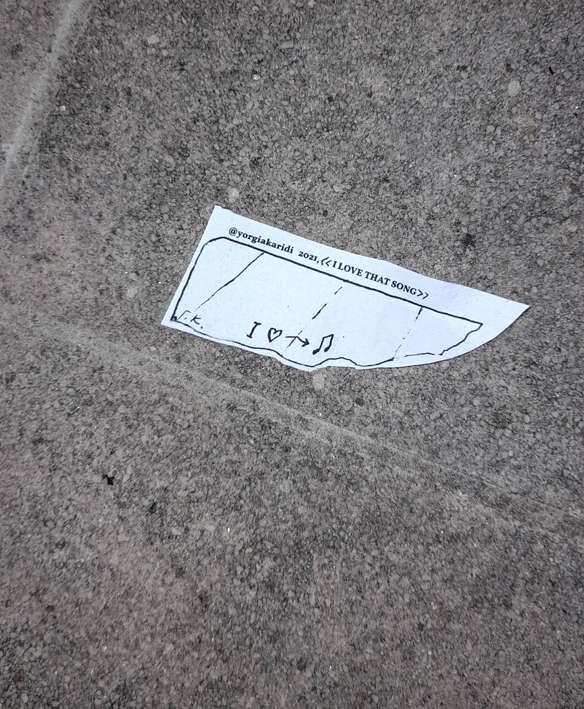 @yorgiakaridi 2021, << I LOVE THAT SONG >>
Γ.Κ.
I ♡ → ♫